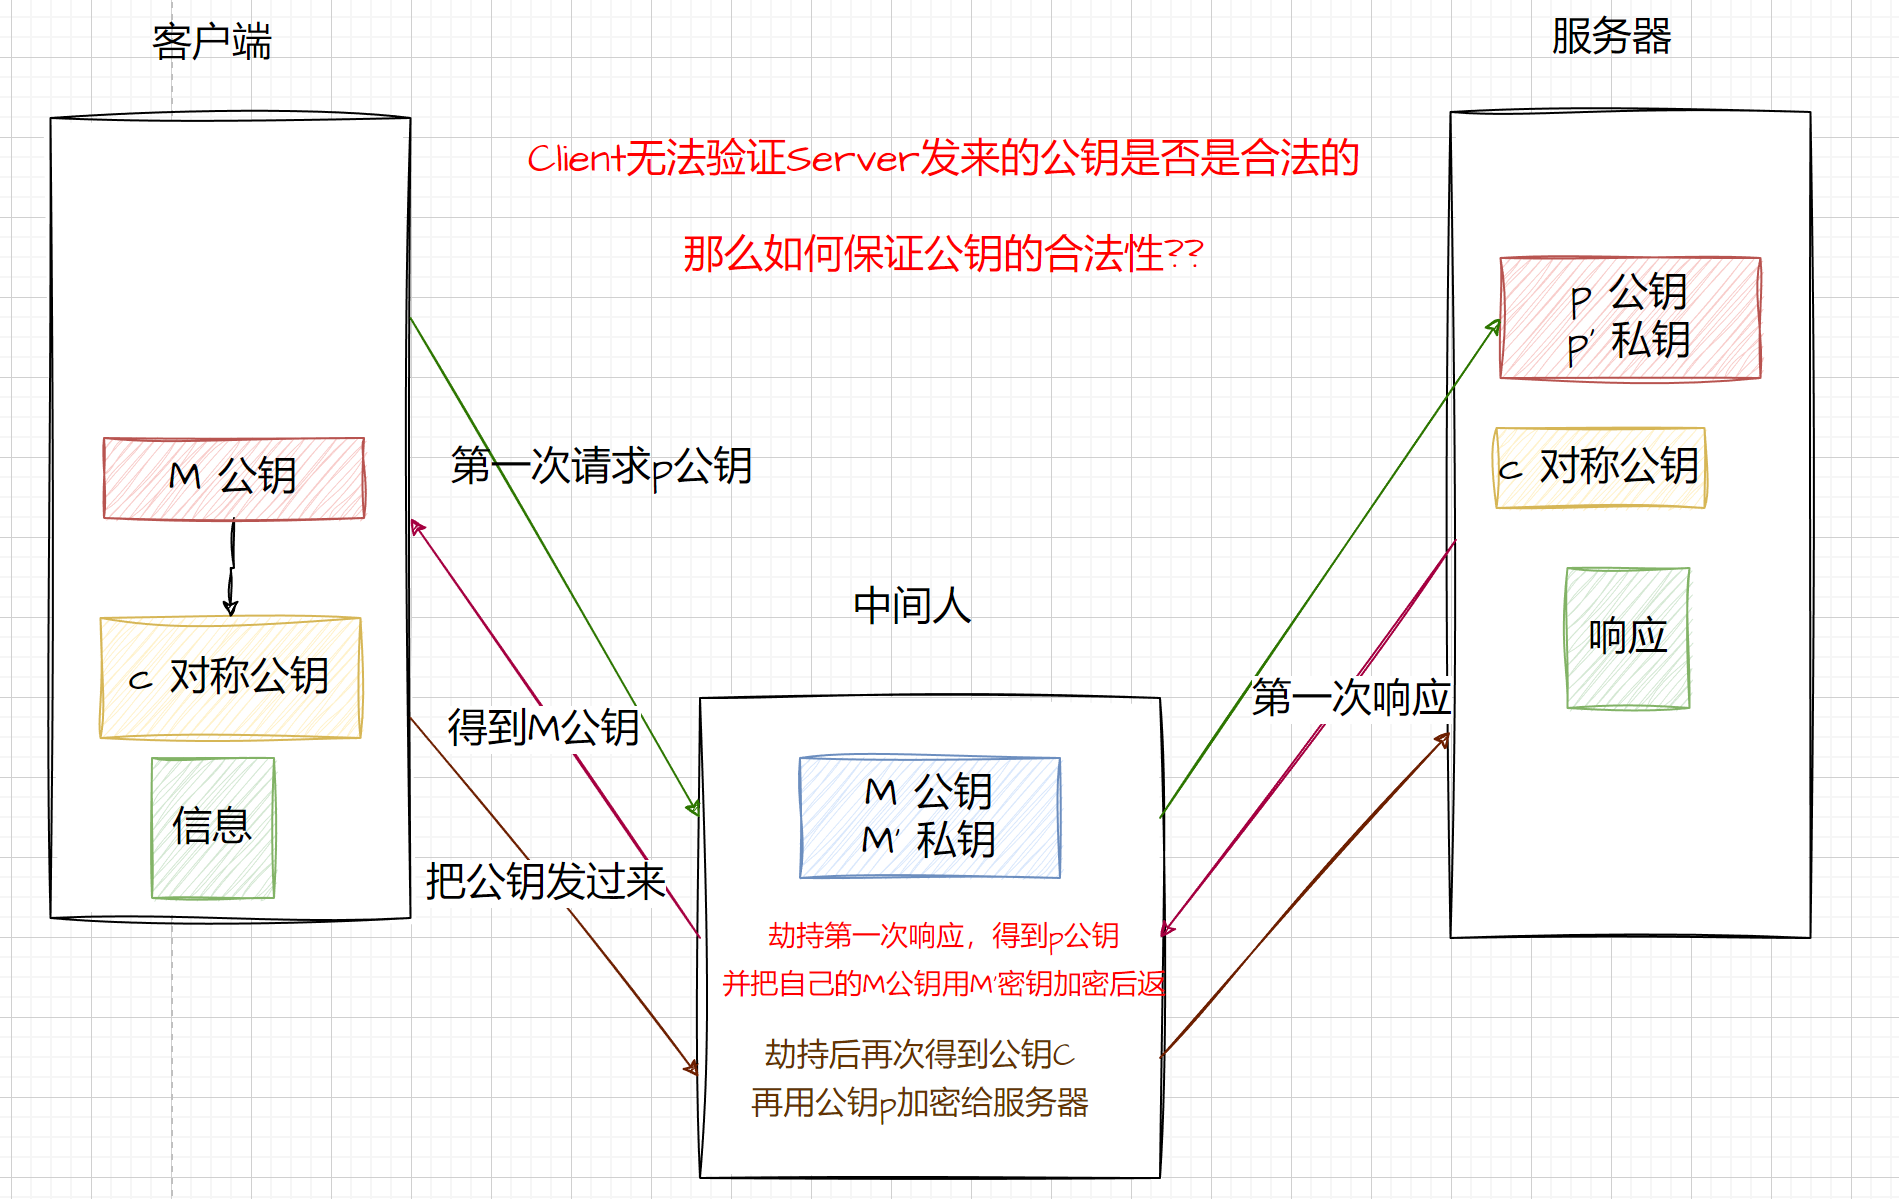 客户端
服务器
Client无法验证Server发来的公钥是否是合法的
那么如何保证公钥的合法性??
p 公钥
p' 私钥
M 公钥
第一次请求p公钥
c 对称公钥
中间人
响应
c 对称公钥
第一次响应
得到M公钥
信息
M 公钥
M' 私钥
把公钥发过来
劫持第一次响应，得到p公钥
并把自己的M公钥用M'密钥加密后返
劫持后再次得到公钥C
再用公钥p加密给服务器